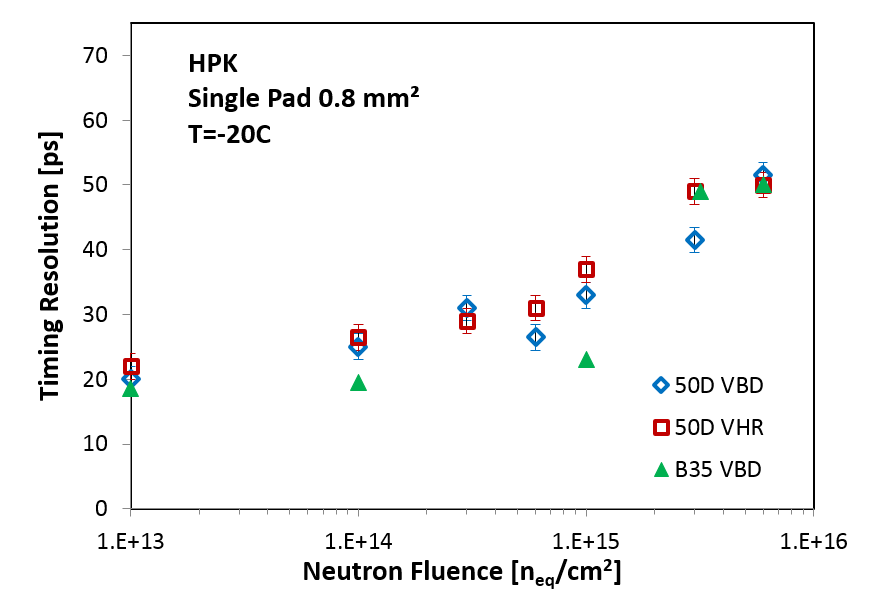 HPK
Single Pad 0.8 mm²
T=-20C
Timing Resolution [ps]
70
60
50
40
30
20
10
0
50D VBD
50D VHR
B35 VBD
1.E+13 1.E+14 1.E+15 1.E+16
Neutron Fluence [neq/cm²]